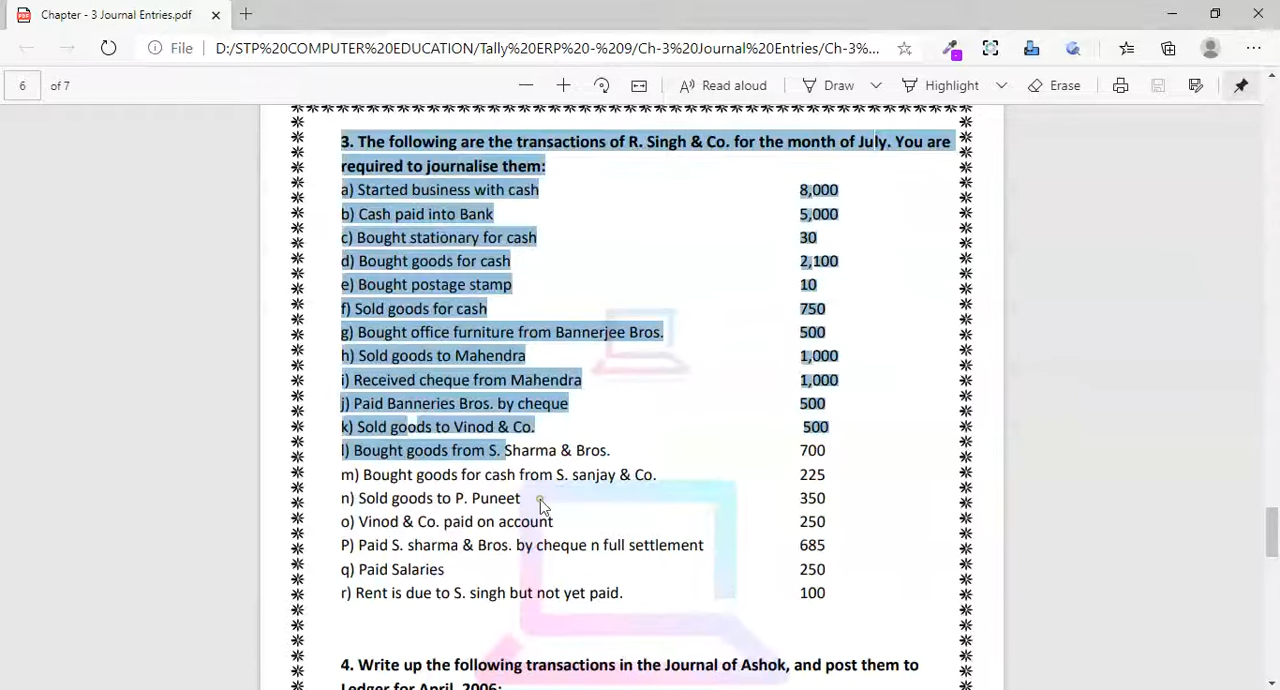 Chapter - 3 Journal Entries.pdf
File D:/STP%20COMPUTER%20EDUCATION/Tally%20ERP%20-%209/Ch-3%20Journal%20Entries/Ch-3%...
6 of 7 Read aloud Draw Highlight Erase
3. The following are the transactions of R. Singh & Co. for the month of July. You are
required to journalise them:
a) Started business with cash 8,000
b) Cash paid into Bank 5,000
c) Bought stationary for cash 30
d) Bought goods for cash 2,100
e) Bought postage stamp 10
f) Sold goods for cash 750
g) Bought office furniture from Bannerjee Bros. 500
h) Sold goods to Mahendra 1,000
i) Received cheque from Mahendra 1,000
j) Paid Banneries Bros. by cheque 500
k) Sold goods to Vinod & Co. 500
l) Bought goods from S. Sharma & Bros. 700
m) Bought goods for cash from S. sanjay & Co. 225
n) Sold goods to P. Puneet 350
o) Vinod & Co. paid on account 250
P) Paid S. sharma & Bros. by cheque n full settlement 685
q) Paid Salaries 250
r) Rent is due to S. singh but not yet paid. 100
4. Write up the following transactions in the Journal of Ashok, and post them to
Ledger for April, 2006: